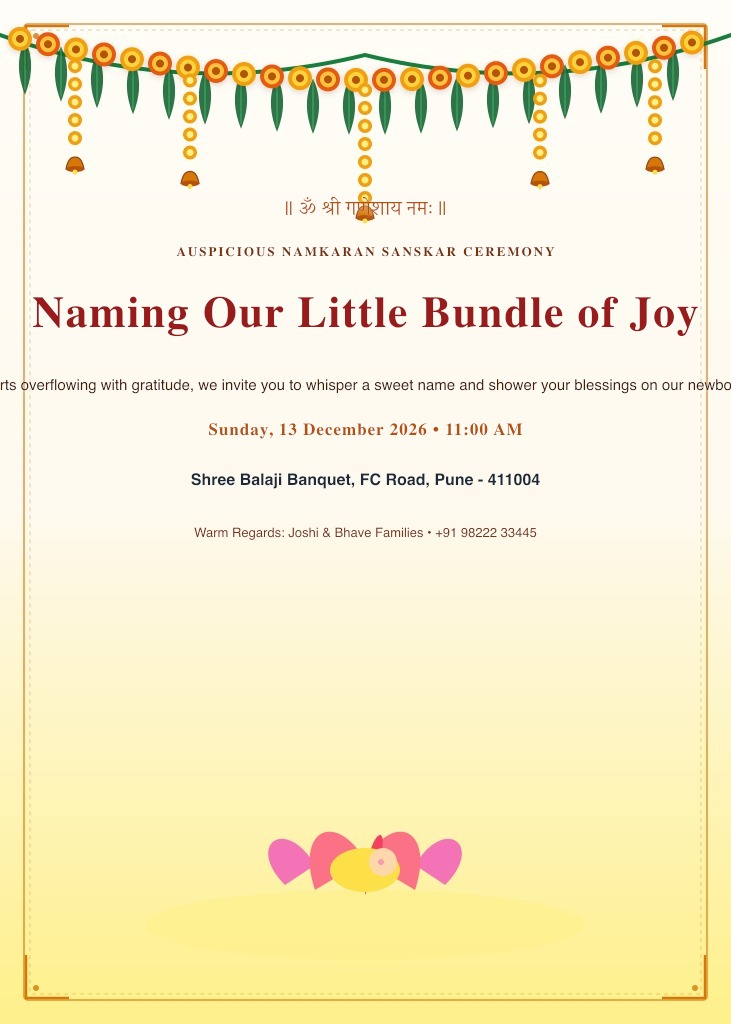 ॥ ॐ श्री गणेशाय नमः ॥
AUSPICIOUS NAMKARAN SANSKAR CEREMONY
Naming Our Little Bundle of Joy
overflowing with gratitude, we invite you to whisper a sweet name and shower your blessings on our
Sunday, 13 December 2026 • 11:00 AM
Shree Balaji Banquet, FC Road, Pune - 411004
Warm Regards: Joshi & Bhave Families • +91 98222 33445